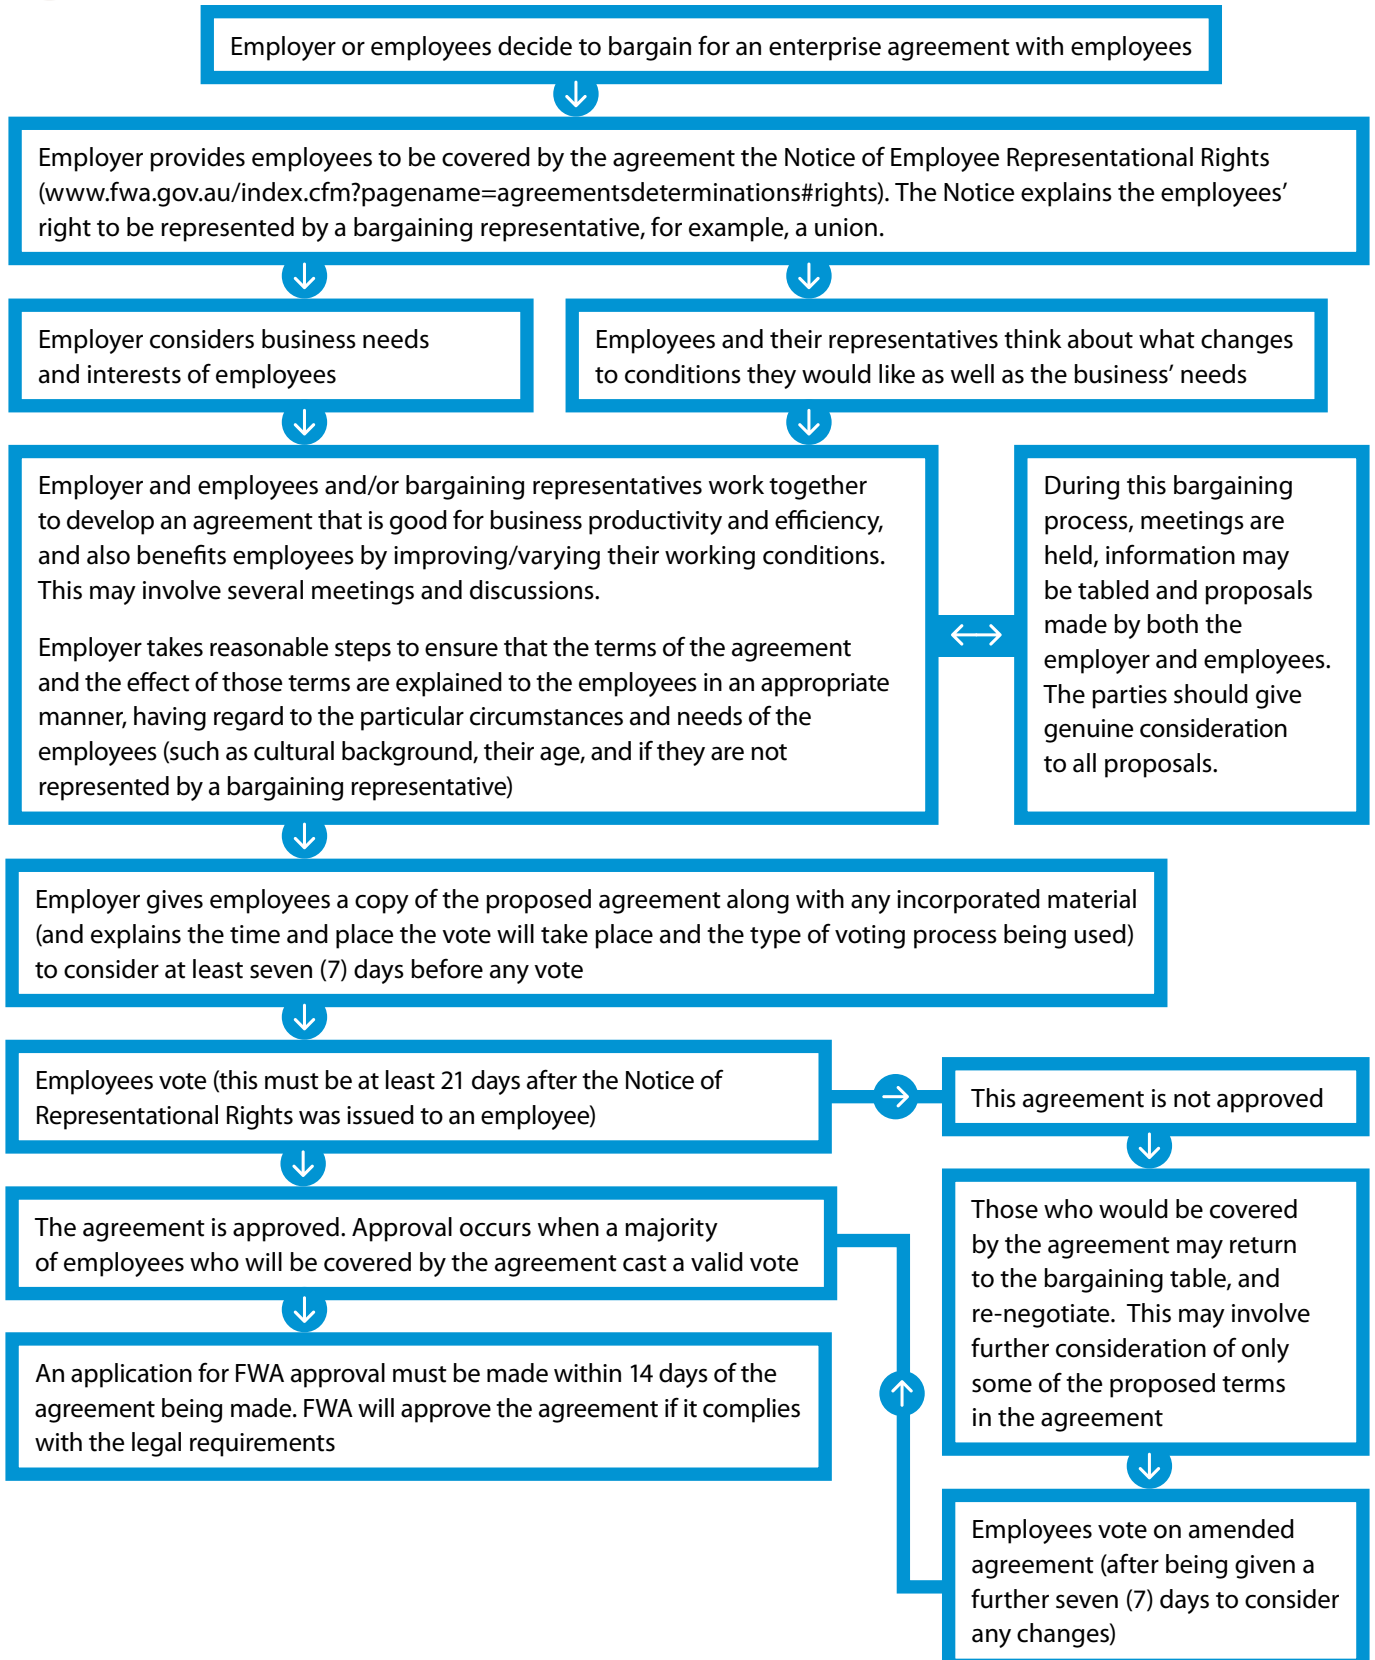 Employer or employees decide to bargain for an enterprise agreement with employees
Employer provides employees to be covered by the agreement the Notice of Employee Representational Rights
(www.fwa.gov.au/index.cfm?pagename=agreementsdeterminations#rights). The Notice explains the employees’
right to be represented by a bargaining representative, for example, a union.
Employer considers business needs
and interests of employees
Employees and their representatives think about what changes
to conditions they would like as well as the business’ needs
Employer and employees and/or bargaining representatives work together
to develop an agreement that is good for business productivity and efficiency,
and also benefits employees by improving/varying their working conditions.
This may involve several meetings and discussions.
Employer takes reasonable steps to ensure that the terms of the agreement
and the effect of those terms are explained to the employees in an appropriate
manner, having regard to the particular circumstances and needs of the
employees (such as cultural background, their age, and if they are not
represented by a bargaining representative)
During this bargaining
process, meetings are
held, information may
be tabled and proposals
made by both the
employer and employees.
The parties should give
genuine consideration
to all proposals.
Employer gives employees a copy of the proposed agreement along with any incorporated material
(and explains the time and place the vote will take place and the type of voting process being used)
to consider at least seven (7) days before any vote
Employees vote (this must be at least 21 days after the Notice of
Representational Rights was issued to an employee)
This agreement is not approved
The agreement is approved. Approval occurs when a majority
of employees who will be covered by the agreement cast a valid vote
Those who would be covered
by the agreement may return
to the bargaining table, and
re-negotiate.  This may involve
further consideration of only
some of the proposed terms
in the agreement
An application for FWA approval must be made within 14 days of the
agreement being made. FWA will approve the agreement if it complies
with the legal requirements
Employees vote on amended
agreement (after being given a
further seven (7) days to consider
any changes)